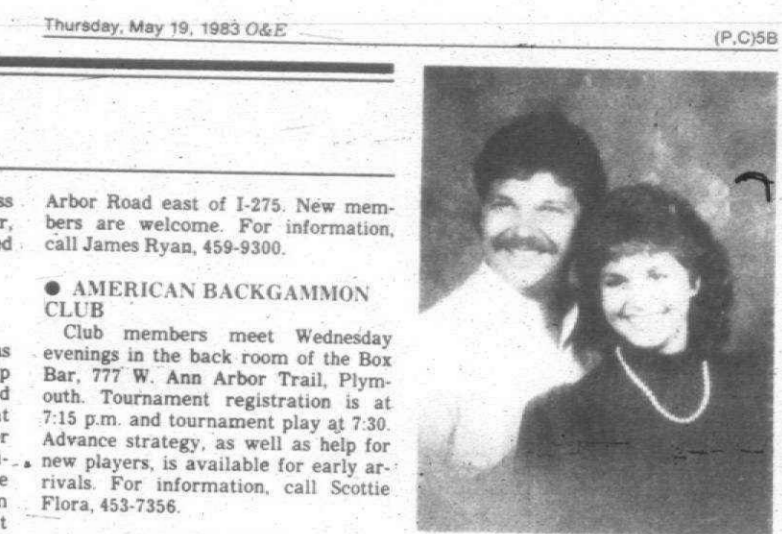 Thursday, May 19, 1983 O&E
(P,C)5B
ss
r,
ed
Arbor Road east of I-275. New mem-
bers are welcome. For information,
call James Ryan, 459-9300.
● AMERICAN BACKGAMMON
CLUB
Club members meet Wednesday
evenings in the back room of the Box
Bar, 777 W. Ann Arbor Trail, Plym-
outh. Tournament registration is at
7:15 p.m. and tournament play at 7:30.
Advance strategy, as well as help for
new players, is available for early ar-
rivals. For information, call Scottie
Flora, 453-7356.